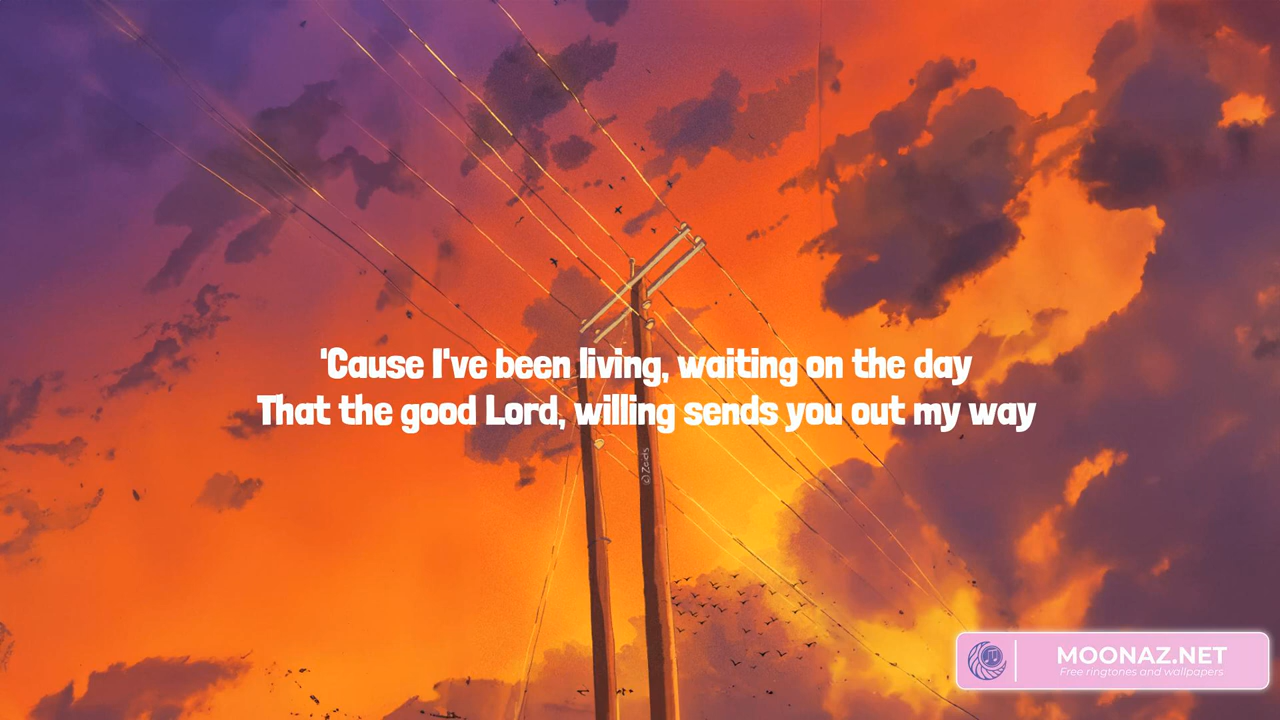 'Cause I've been living, waiting on the day
That the good Lord, willing sends you out my way
© Zaids
MOONAZ.NET
Free ringtones and wallpapers